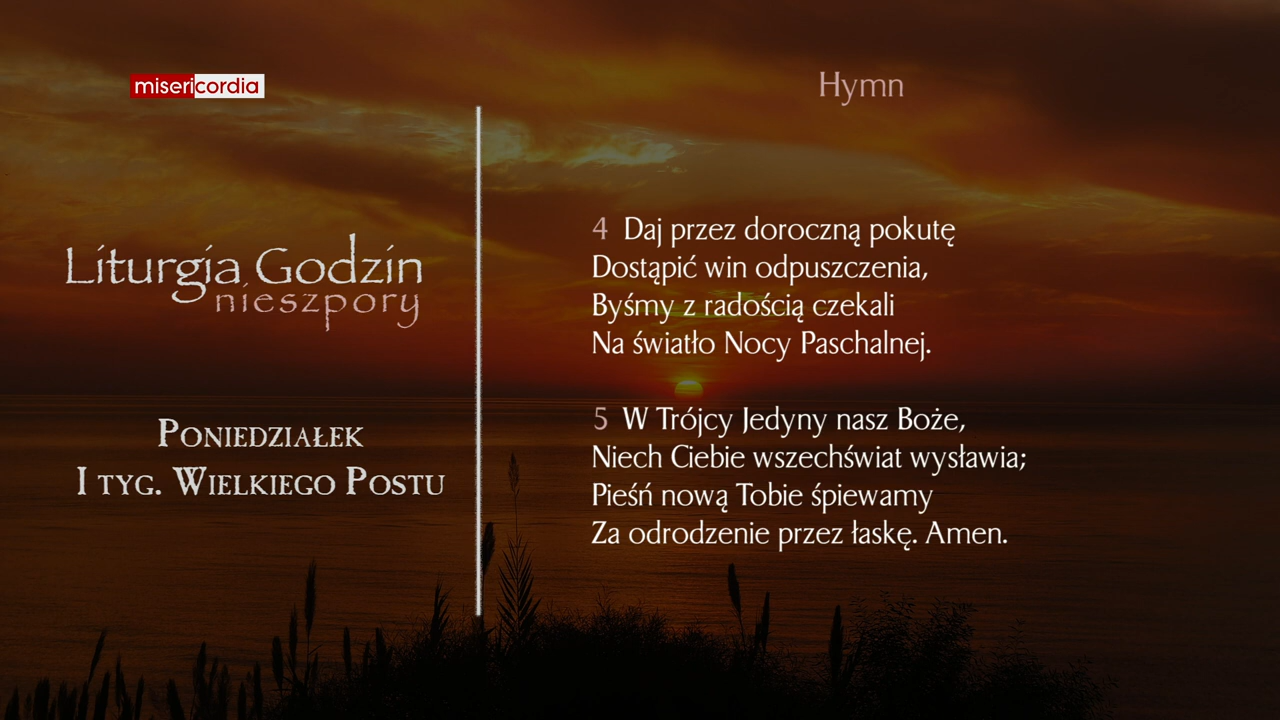 misericordia
Liturgia Godzin
nieszpory
Poniedziałek
I tyg. Wielkiego Postu
Hymn
4 Daj przez doroczną pokutę
Dostąpić win odpuszczenia,
Byśmy z radością czekali
Na światło Nocy Paschalnej.
5 W Trójcy Jedyny nasz Boże,
Niech Ciebie wszechświat wysławia;
Pieśń nową Tobie śpiewamy
Za odrodzenie przez łaskę. Amen.